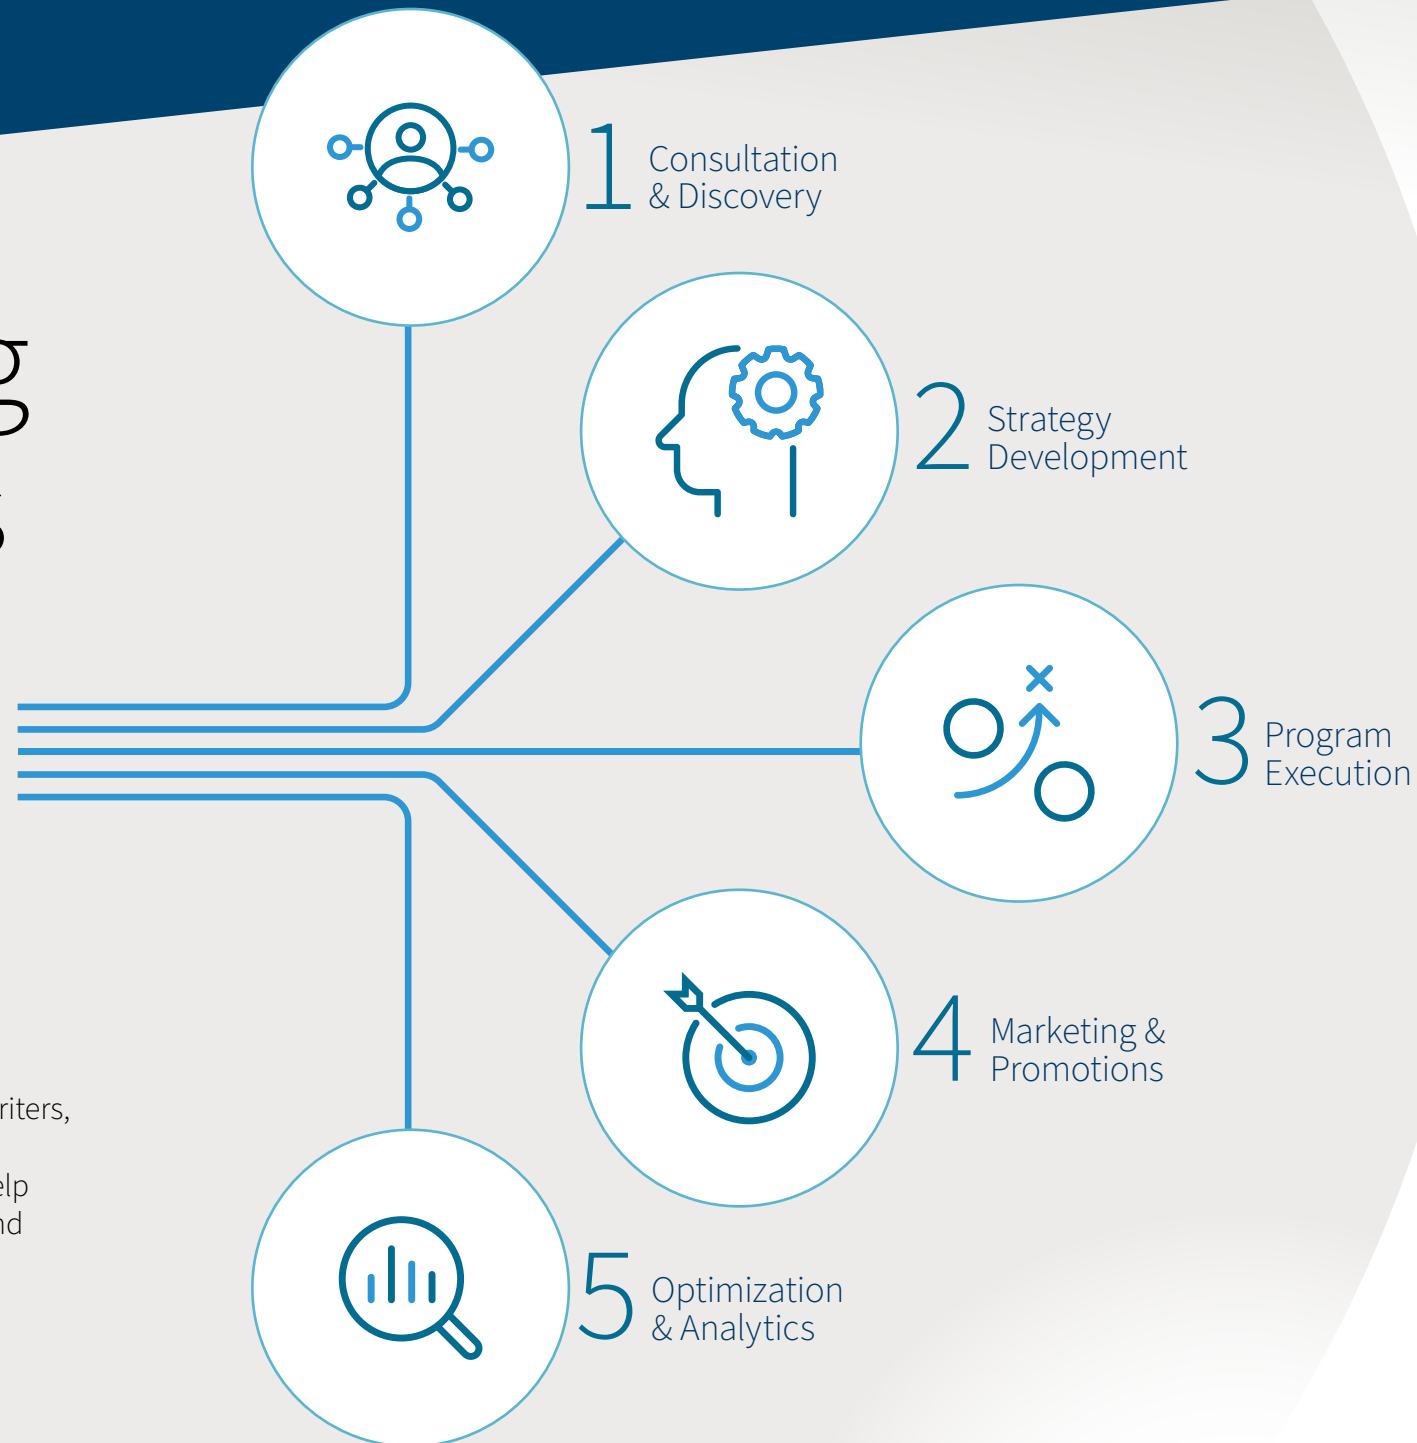 1
Consultation
& Discovery
2
Strategy
Development
3
Program
Execution
4
Marketing &
Promotions
5
Optimization
& Analytics